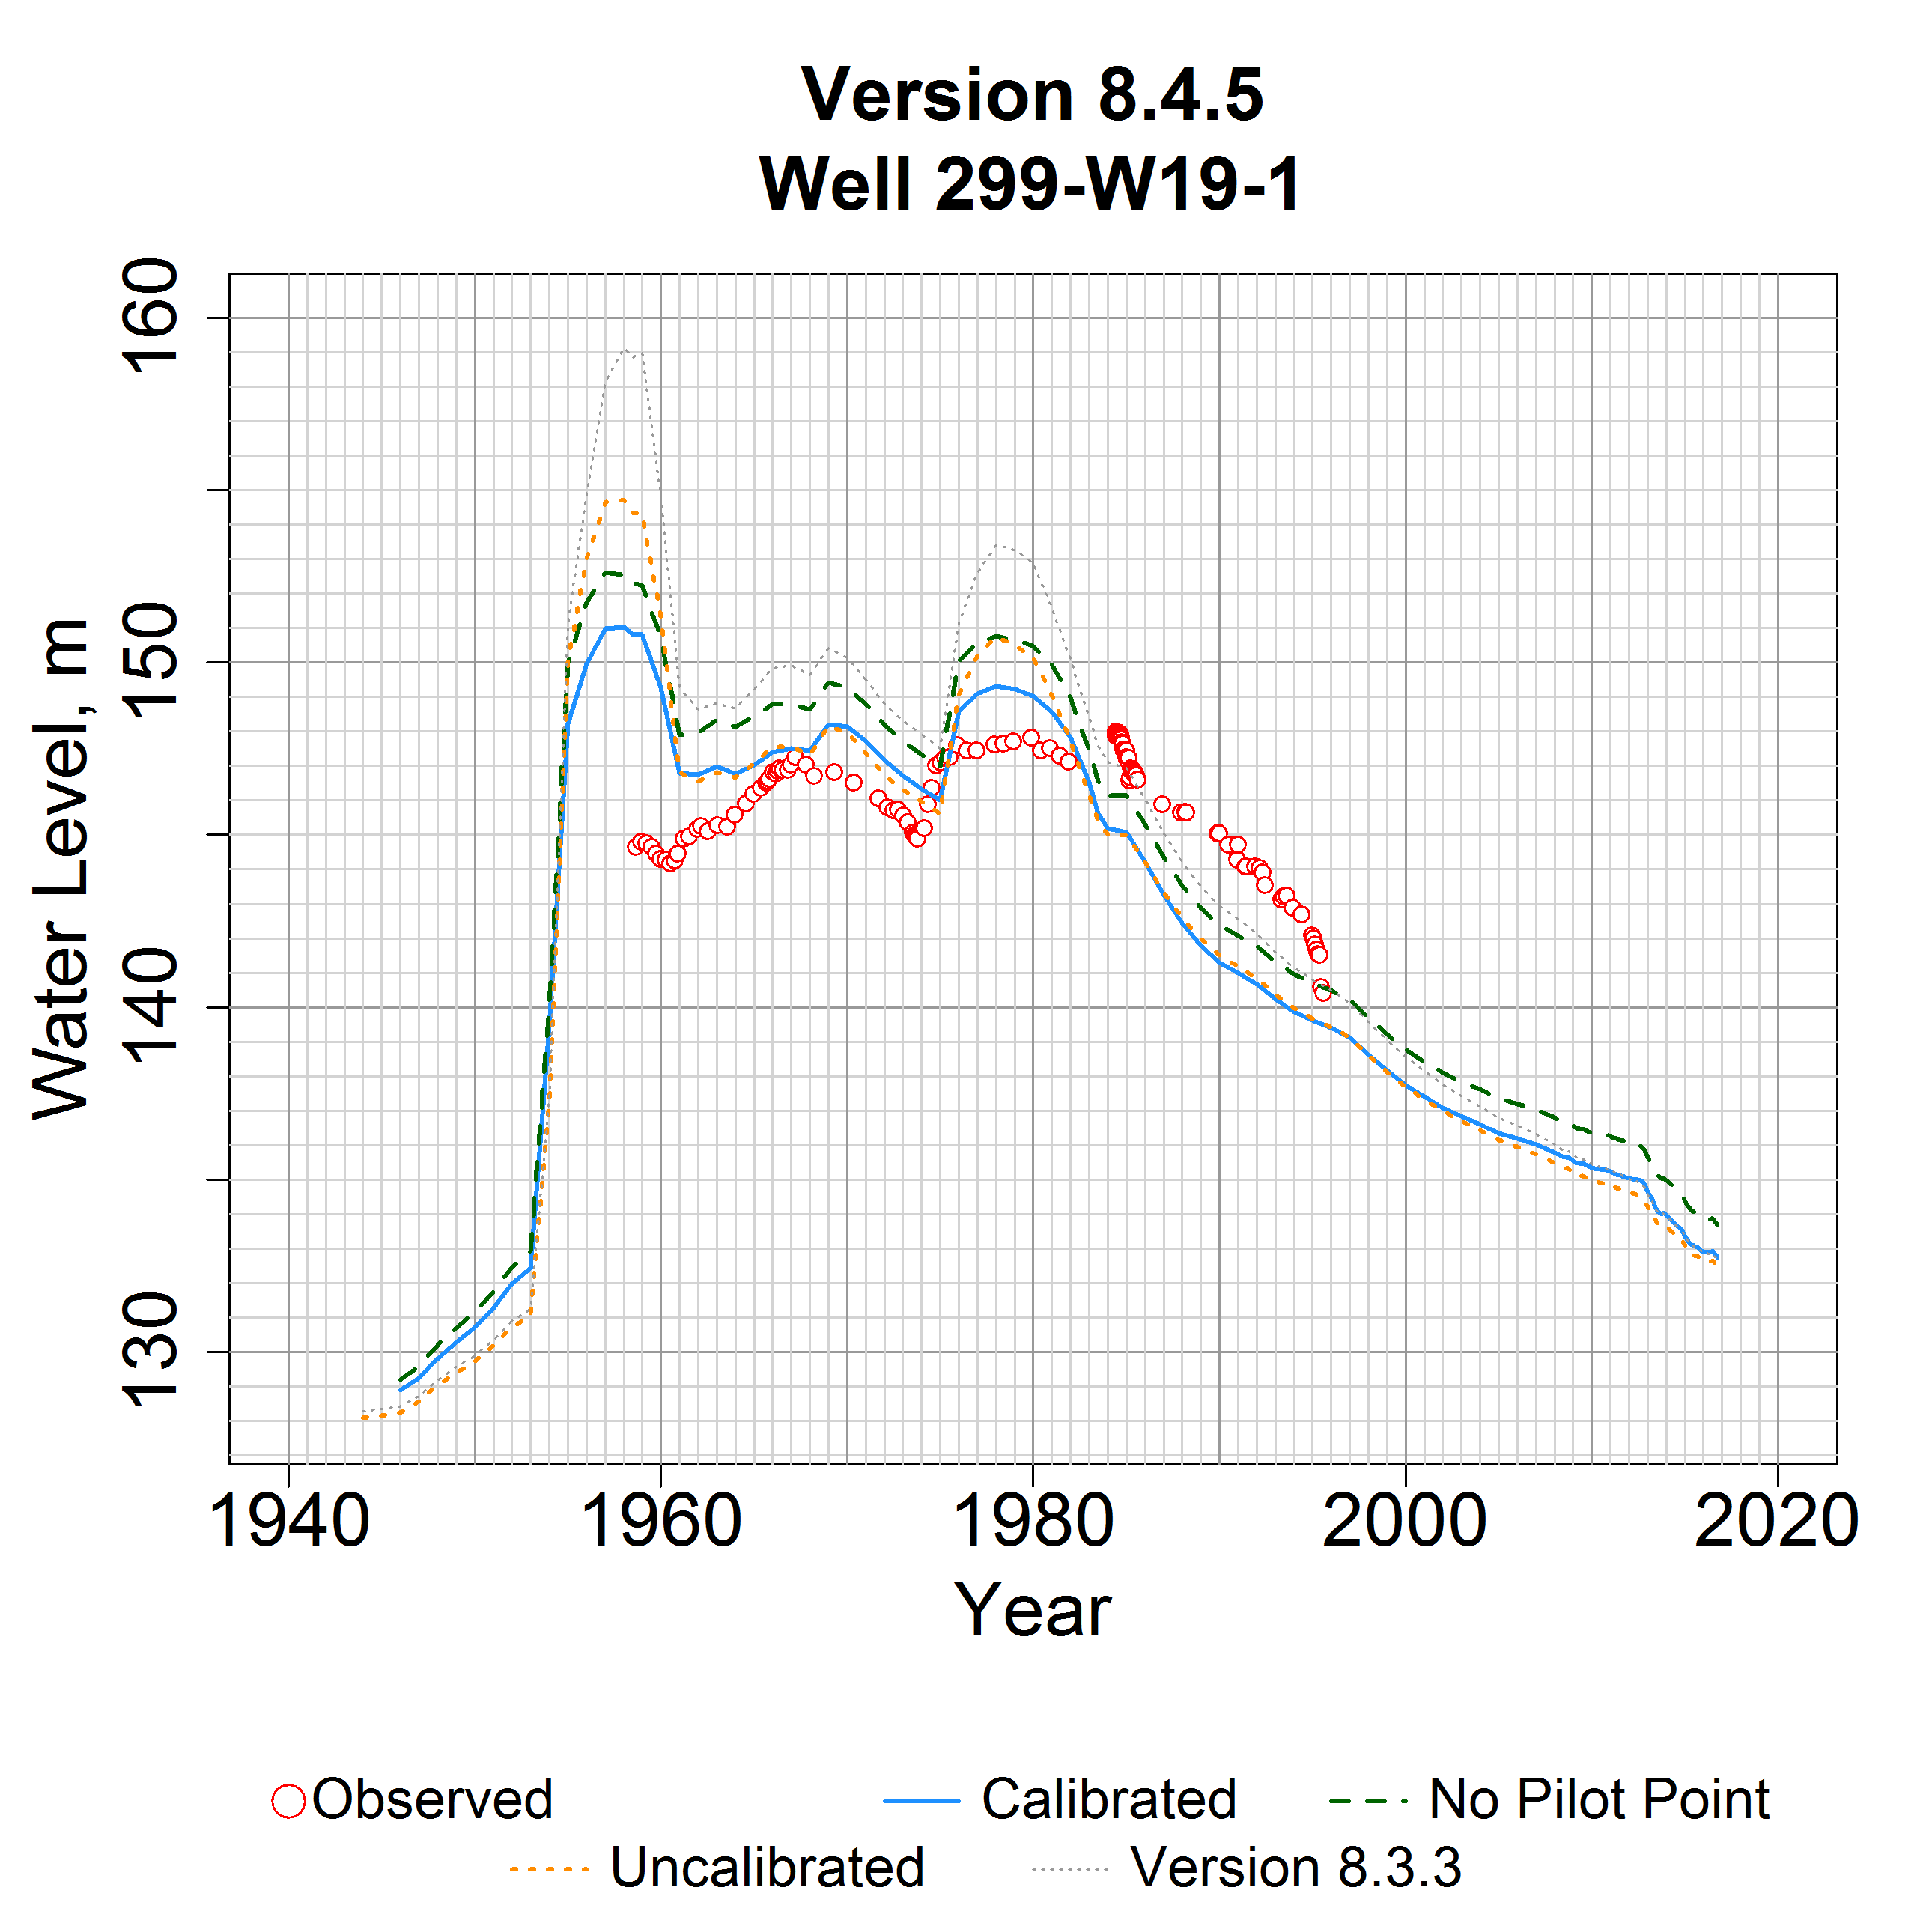 Version 8.4.5
Well 299-W19-1
Water Level, m
160
150
140
130
1940 1960 1980 2000 2020
Year
Observed Calibrated No Pilot Point
Uncalibrated Version 8.3.3